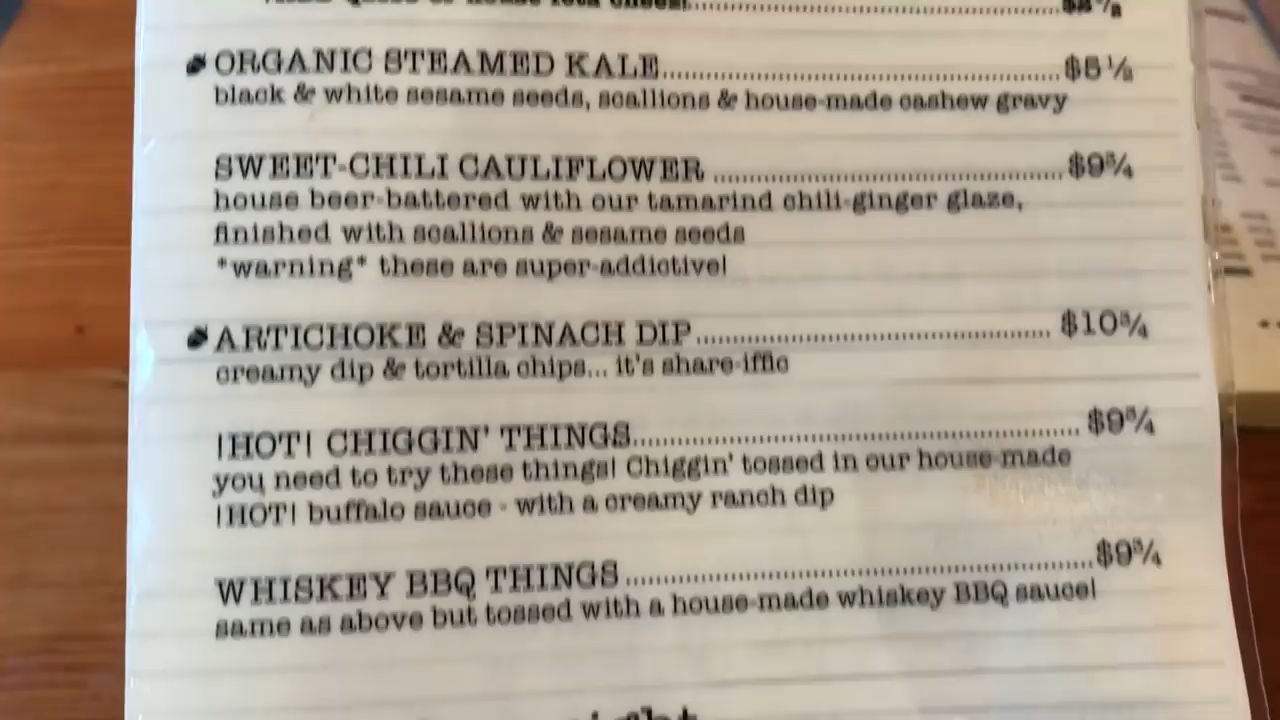 ORGANIC STEAMED KALE.......... $5 ½
black & white sesame seeds, scallions & house-made cashew gravy
SWEET-CHILI CAULIFLOWER .......... $9¾
house beer-battered with our tamarind chili-ginger glaze,
finished with scallions & sesame seeds
*warning* these are super-addictive!
ARTICHOKE & SPINACH DIP.......... $10¾
creamy dip & tortilla chips... it's share-iffic
!HOT! CHIGGIN' THINGS.......... $9¾
you need to try these things! Chiggin' tossed in our house-made
!HOT! buffalo sauce - with a creamy ranch dip
WHISKEY BBQ THINGS ..........$9¾
same as above but tossed with a house-made whiskey BBQ sauce!